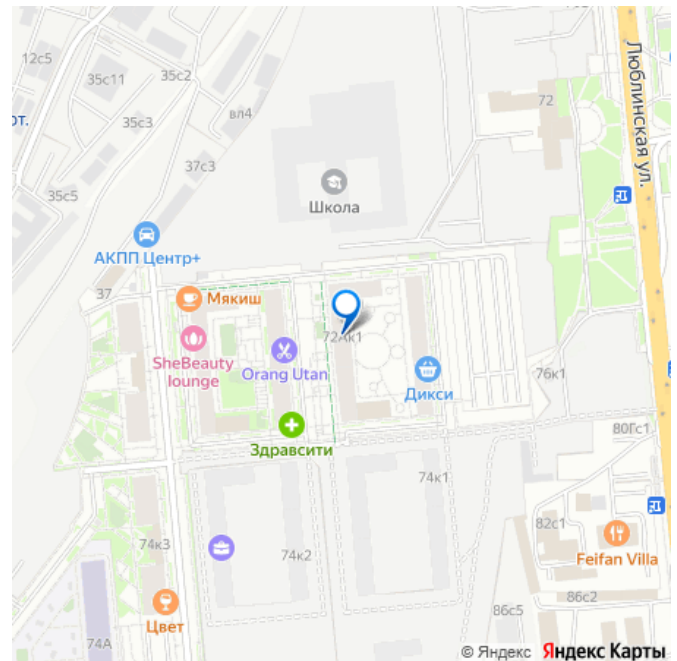 12с5
35с11
35с2
72
Люблинская ул.
от.
35с3
вл4
35с5
37с3
Школа
АКПП Центр+
37
Мякиш
72Ак1
SheBeauty
lounge
Orang Utan
Дикси
76к1
Здравсити
80Гс1
74к1
82с1
74к3
74к2
Feifan Villa
86с2
86с5
Цвет
74А
© Яндекс Яндекс Карты